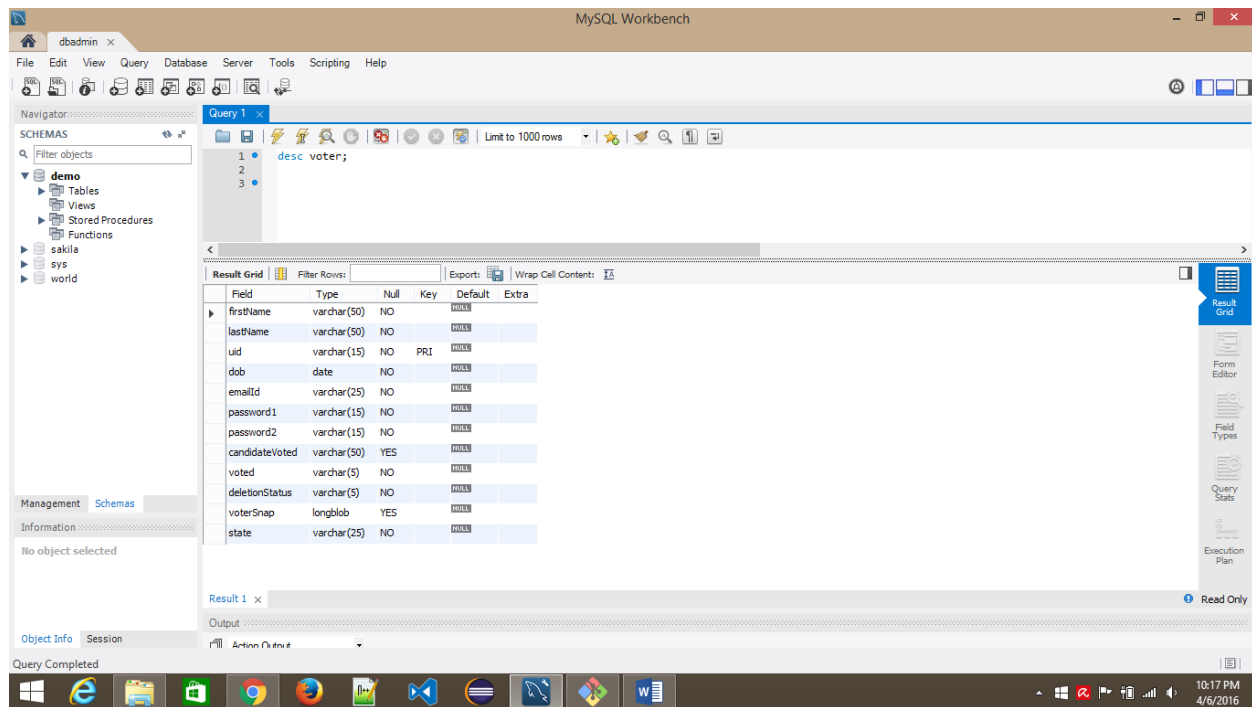 MySQL Workbench
dbadmin ×
File Edit View Query Database Server Tools Scripting Help
Navigator
Query 1 ×
SCHEMAS
Filter objects
Limit to 1000 rows
demo
Tables
Views
Stored Procedures
Functions
sakila
sys
world
1 desc voter;
2
3
Result Grid Filter Rows: Export: Wrap Cell Content:
Field Type Null Key Default Extra
firstName varchar(50) NO NULL
lastName varchar(50) NO NULL
uid varchar(15) NO PRI NULL
dob date NO NULL
emailId varchar(25) NO NULL
password1 varchar(15) NO NULL
password2 varchar(15) NO NULL
candidateVoted varchar(50) YES NULL
voted varchar(5) NO NULL
deletionStatus varchar(5) NO NULL
voterSnap longblob YES NULL
state varchar(25) NO NULL
Result
Grid
Form
Editor
Field
Types
Query
Stats
Execution
Plan
Management Schemas
Information
No object selected
Result 1 ×
Read Only
Output
Action Output
Object Info Session
Query Completed
10:17 PM
4/6/2016